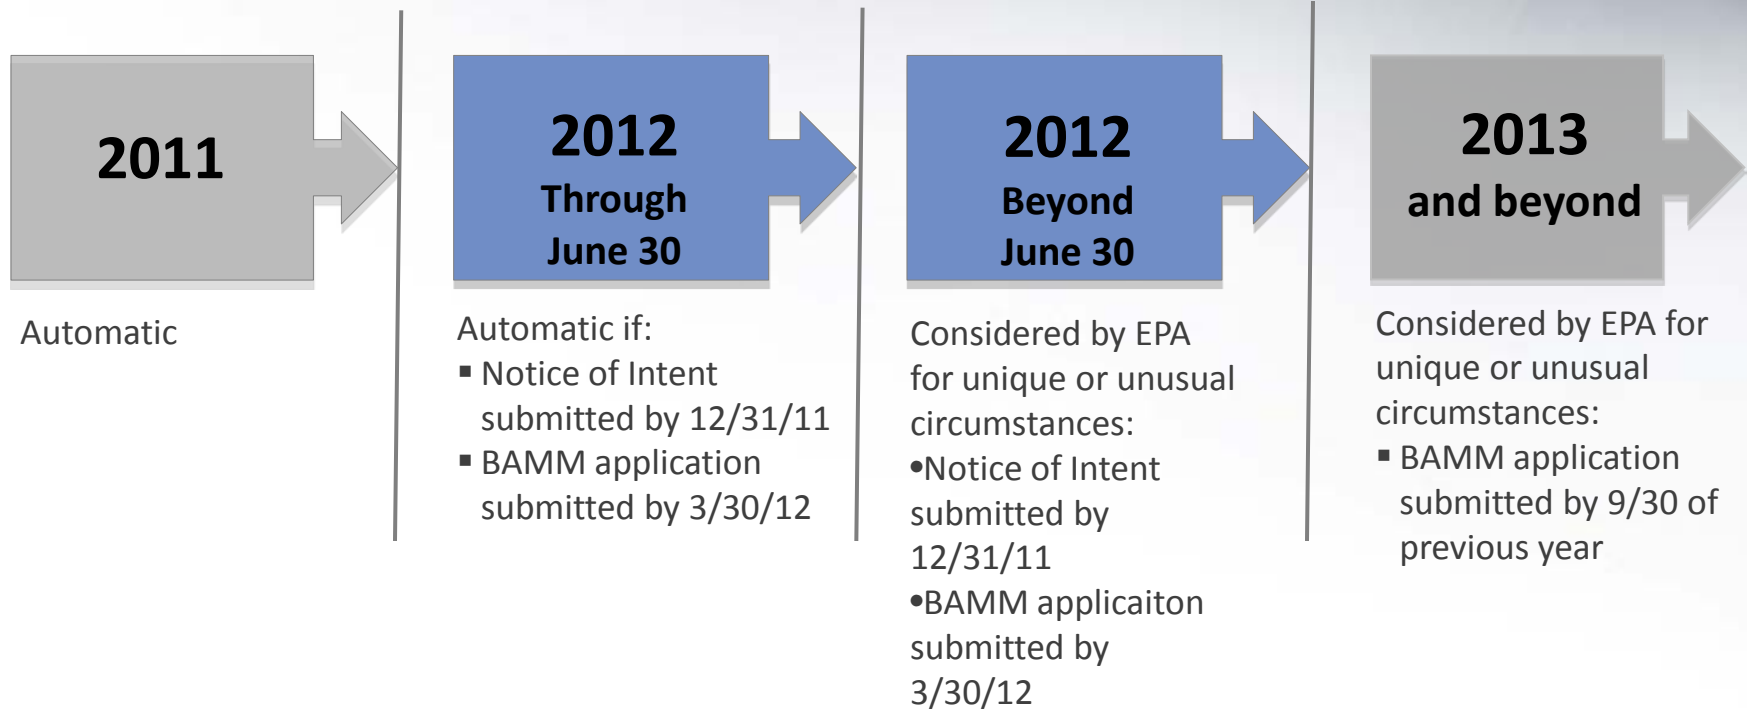 2011
Automatic
2012
Through
June 30
Automatic if:
▪ Notice of Intent
submitted by 12/31/11
▪ BAMM application
submitted by 3/30/12
2012
Beyond
June 30
Considered by EPA
for unique or unusual
circumstances:
•Notice of Intent
submitted by
12/31/11
•BAMM applicaiton
submitted by
3/30/12
2013
and beyond
Considered by EPA for
unique or unusual
circumstances:
▪ BAMM application
submitted by 9/30 of
previous year